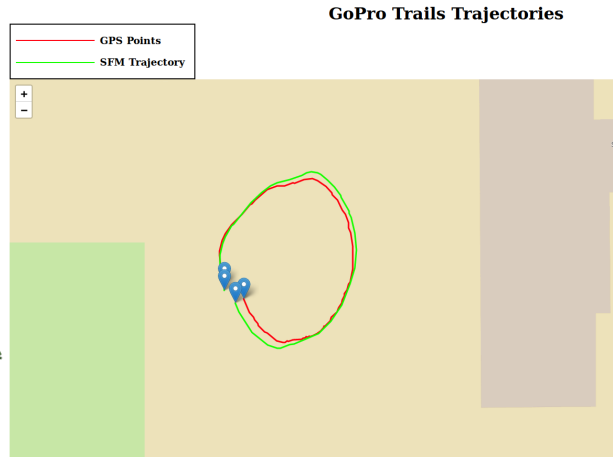 GoPro Trails Trajectories
GPS Points
SFM Trajectory
+
−